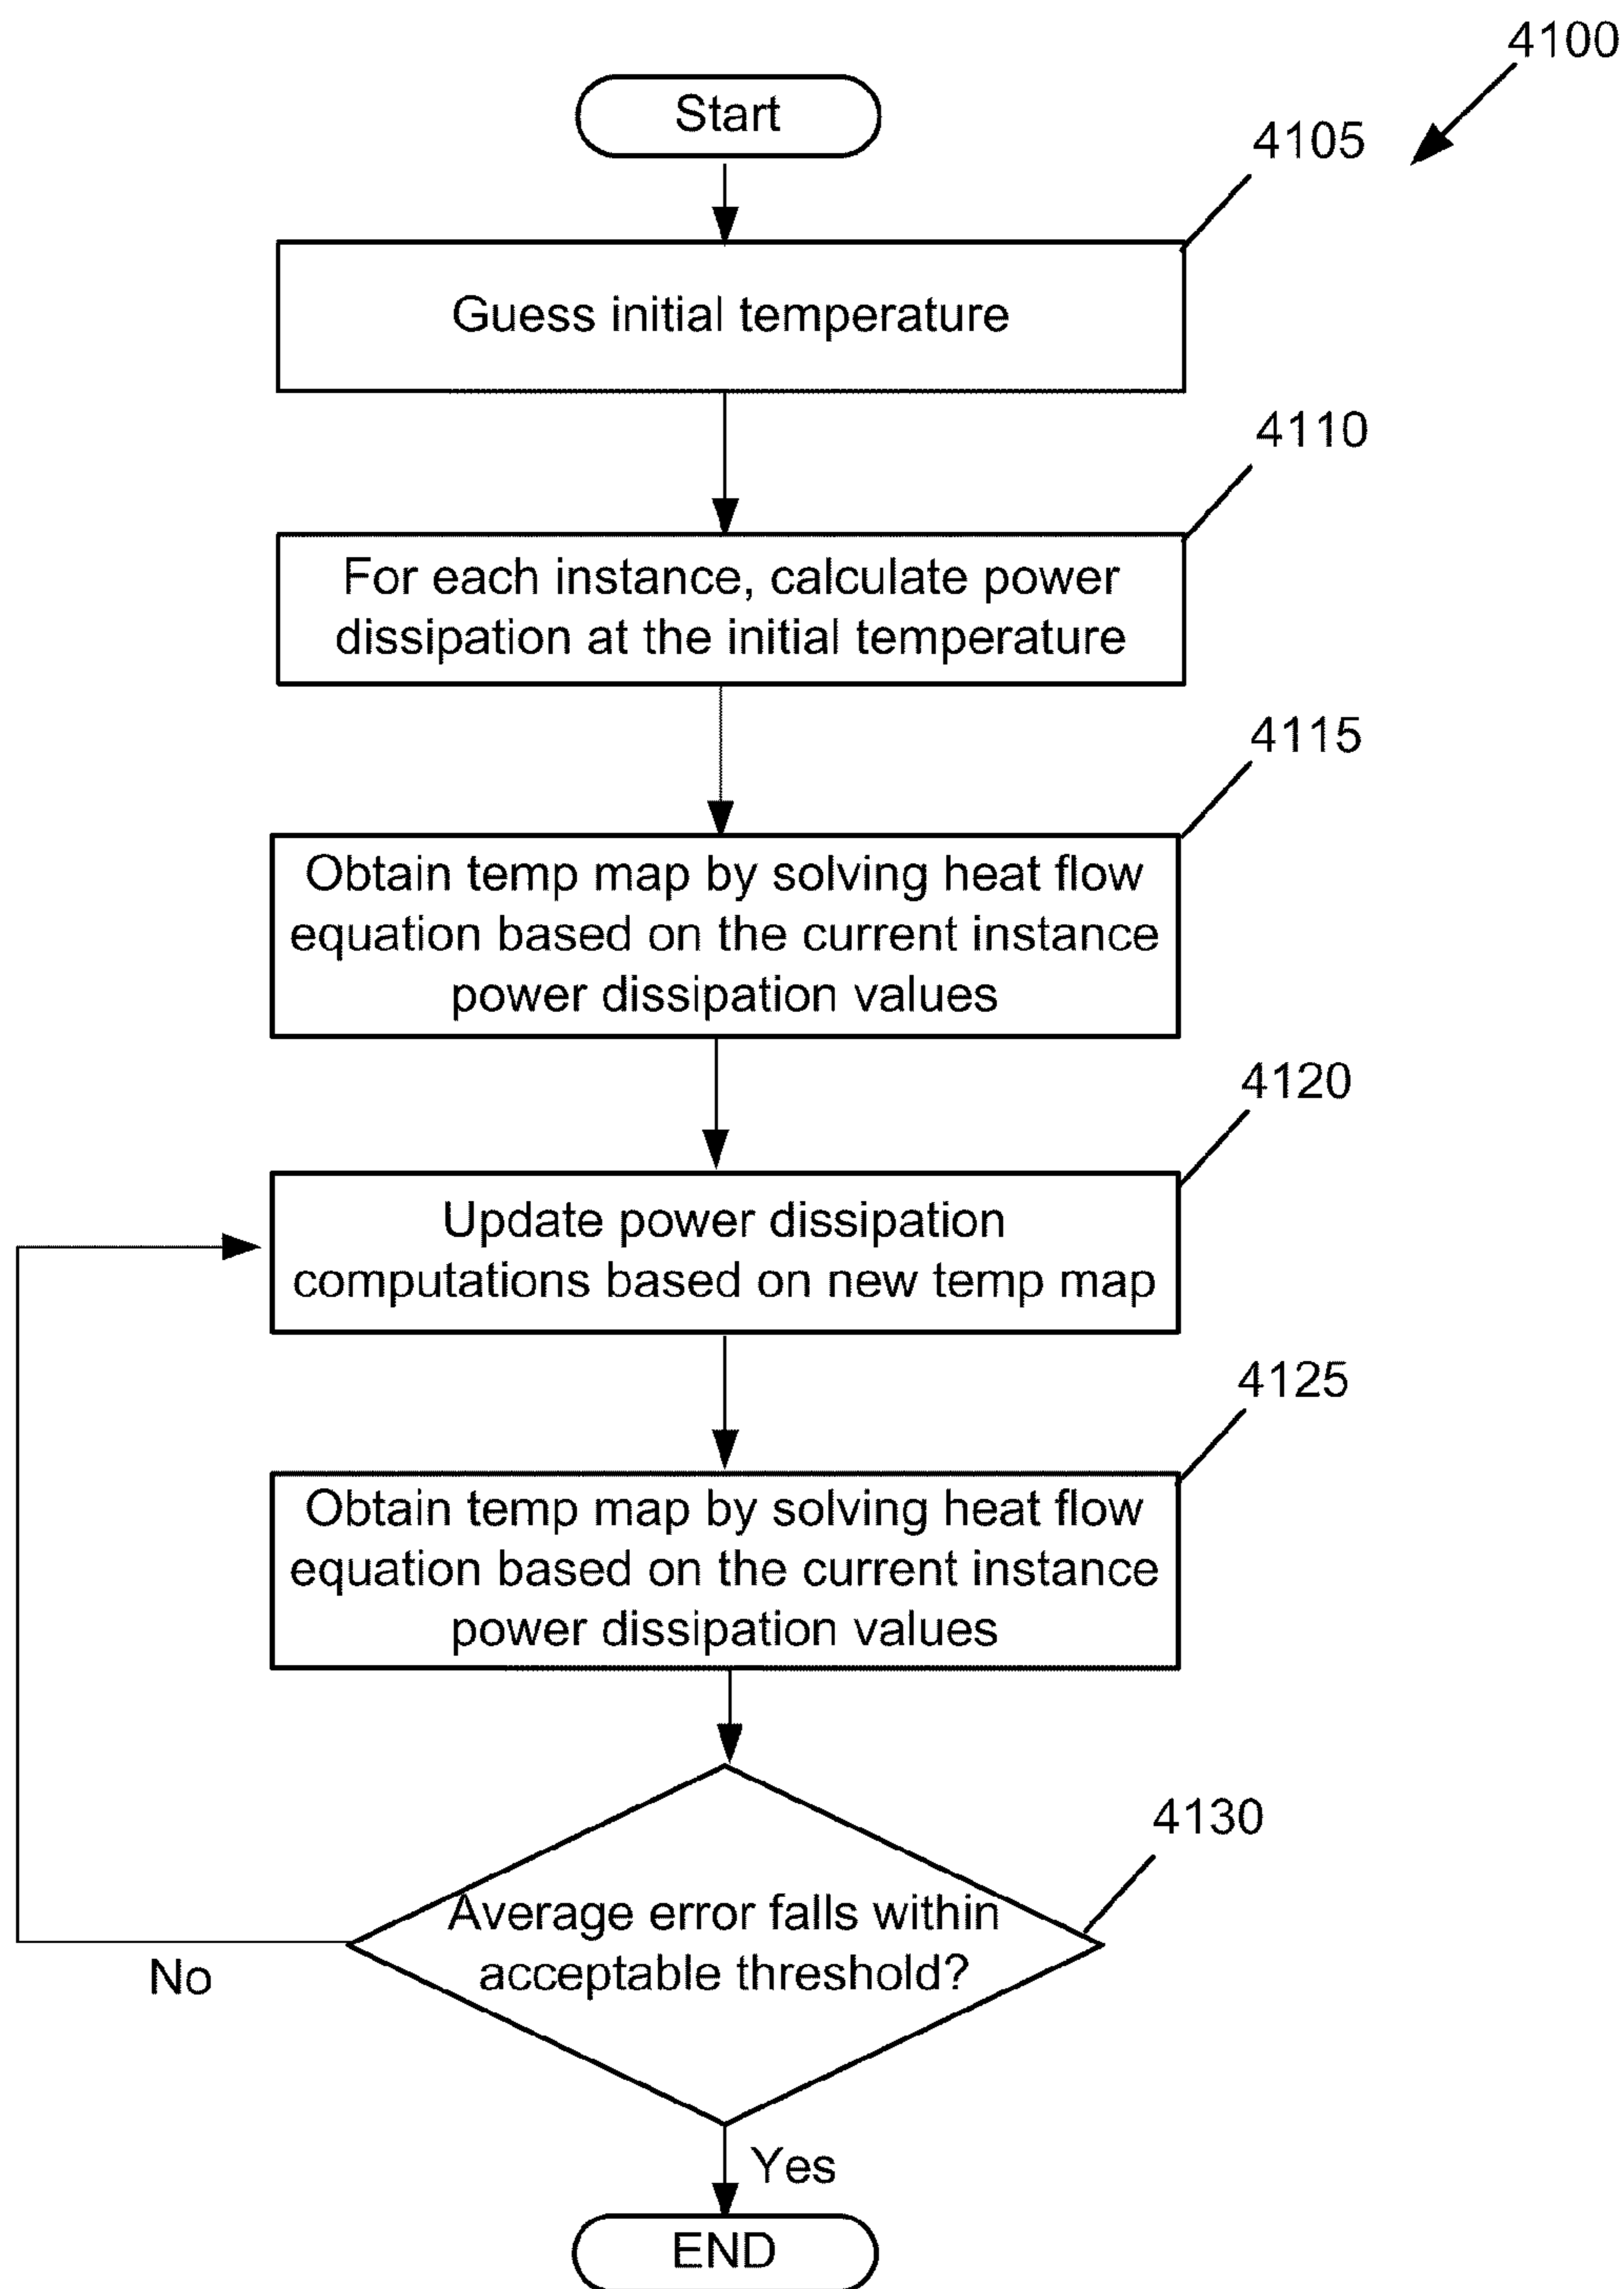 4100
Start
4105
Guess initial temperature
4110
For each instance, calculate power
dissipation at the initial temperature
4115
Obtain temp map by solving heat flow
equation based on the current instance
power dissipation values
4120
Update power dissipation
computations based on new temp map
4125
Obtain temp map by solving heat flow
equation based on the current instance
power dissipation values
4130
Average error falls within
acceptable threshold?
No
Yes
END